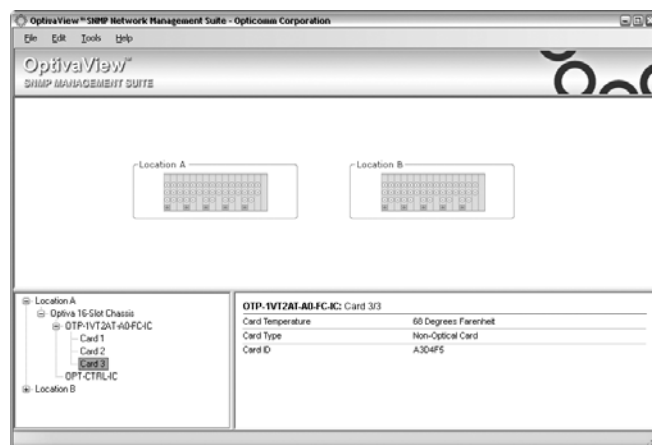 OptivaView™ SNMP Network Management Suite - Opticomm Corporation
File Edit Tools Help
OptivaView™
SNMP MANAGEMENT SUITE
Location A
Location B
Location A
Optiva 16-Slot Chassis
OTP-1VT2AT-A0-FC-IC
Card 1
Card 2
Card 3
OPT-CTRL-IC
Location B
OTP-1VT2AT-A0-FC-IC: Card 3/3
Card Temperature 68 Degrees Farenheit
Card Type Non-Optical Card
Card ID A3D4F5